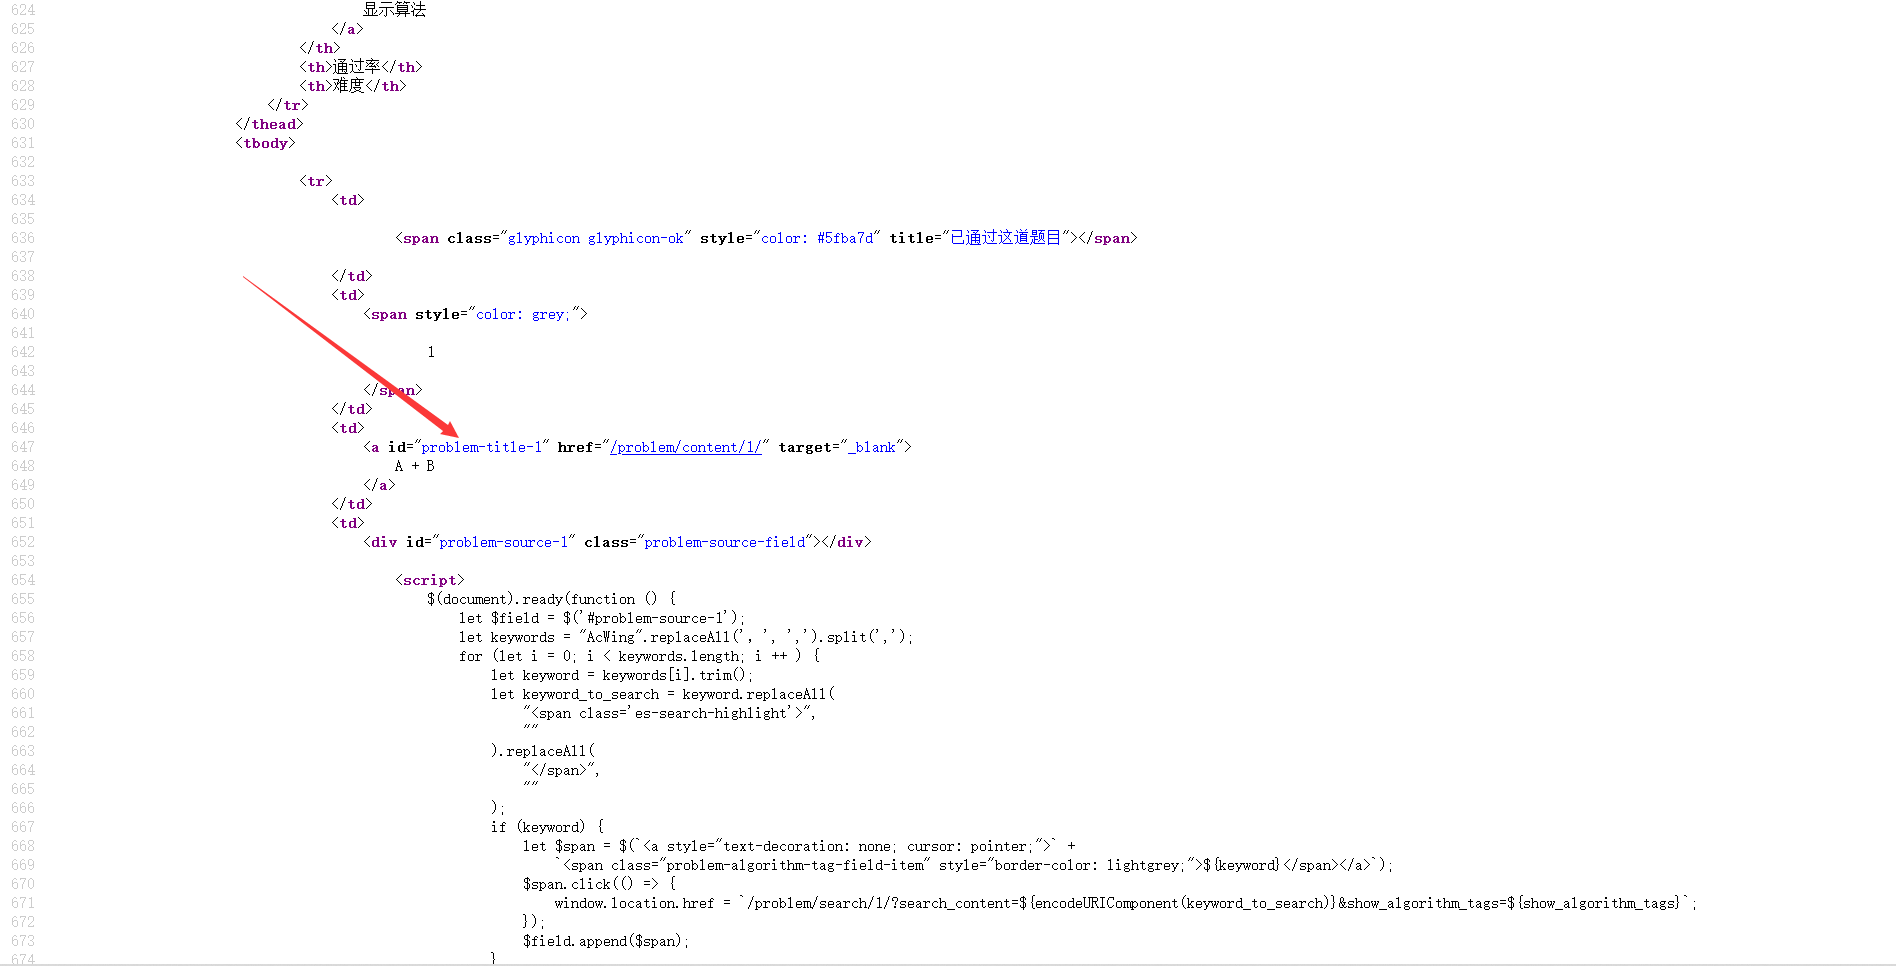 624 显示算法
625 </a>
626 </th>
627 <th>通过率</th>
628 <th>难度</th>
629 </tr>
630 </thead>
631 <tbody>
632
633 <tr>
634 <td>
635
636 <span class="glyphicon glyphicon-ok" style="color: #5fba7d" title="已通过这道题目"></span>
637
638 </td>
639 <td>
640 <span style="color: grey;">
641
642 1
643
644 </span>
645 </td>
646 <td>
647 <a id="problem-title-1" href="/problem/content/1/" target="_blank">
648 A + B
649 </a>
650 </td>
651 <td>
652 <div id="problem-source-1" class="problem-source-field"></div>
653
654 <script>
655 $(document).ready(function () {
656 let $field = $('#problem-source-1');
657 let keywords = "AcWing".replaceAll(', ', ',').split(',');
658 for (let i = 0; i < keywords.length; i ++ ) {
659 let keyword = keywords[i].trim();
660 let keyword_to_search = keyword.replaceAll(
661 "<span class='es-search-highlight'>",
662 ""
663 ).replaceAll(
664 "</span>",
665 ""
666 );
667 if (keyword) {
668 let $span = $(`<a style="text-decoration: none; cursor: pointer;">` +
669 `<span class="problem-algorithm-tag-field-item" style="border-color: lightgrey;">${keyword}</span></a>`);
670 $span.click(() => {
671 window.location.href = `/problem/search/1/?search_content=${encodeURIComponent(keyword_to_search)}&show_algorithm_tags=${show_algorithm_tags}`;
672 });
673 $field.append($span);
674 }